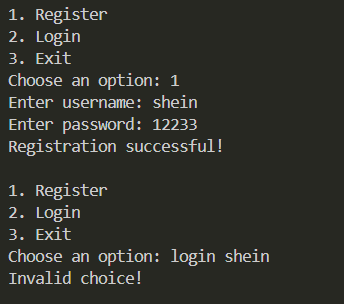 1. Register
2. Login
3. Exit
Choose an option: 1
Enter username: shein
Enter password: 12233
Registration successful!
1. Register
2. Login
3. Exit
Choose an option: login shein
Invalid choice!